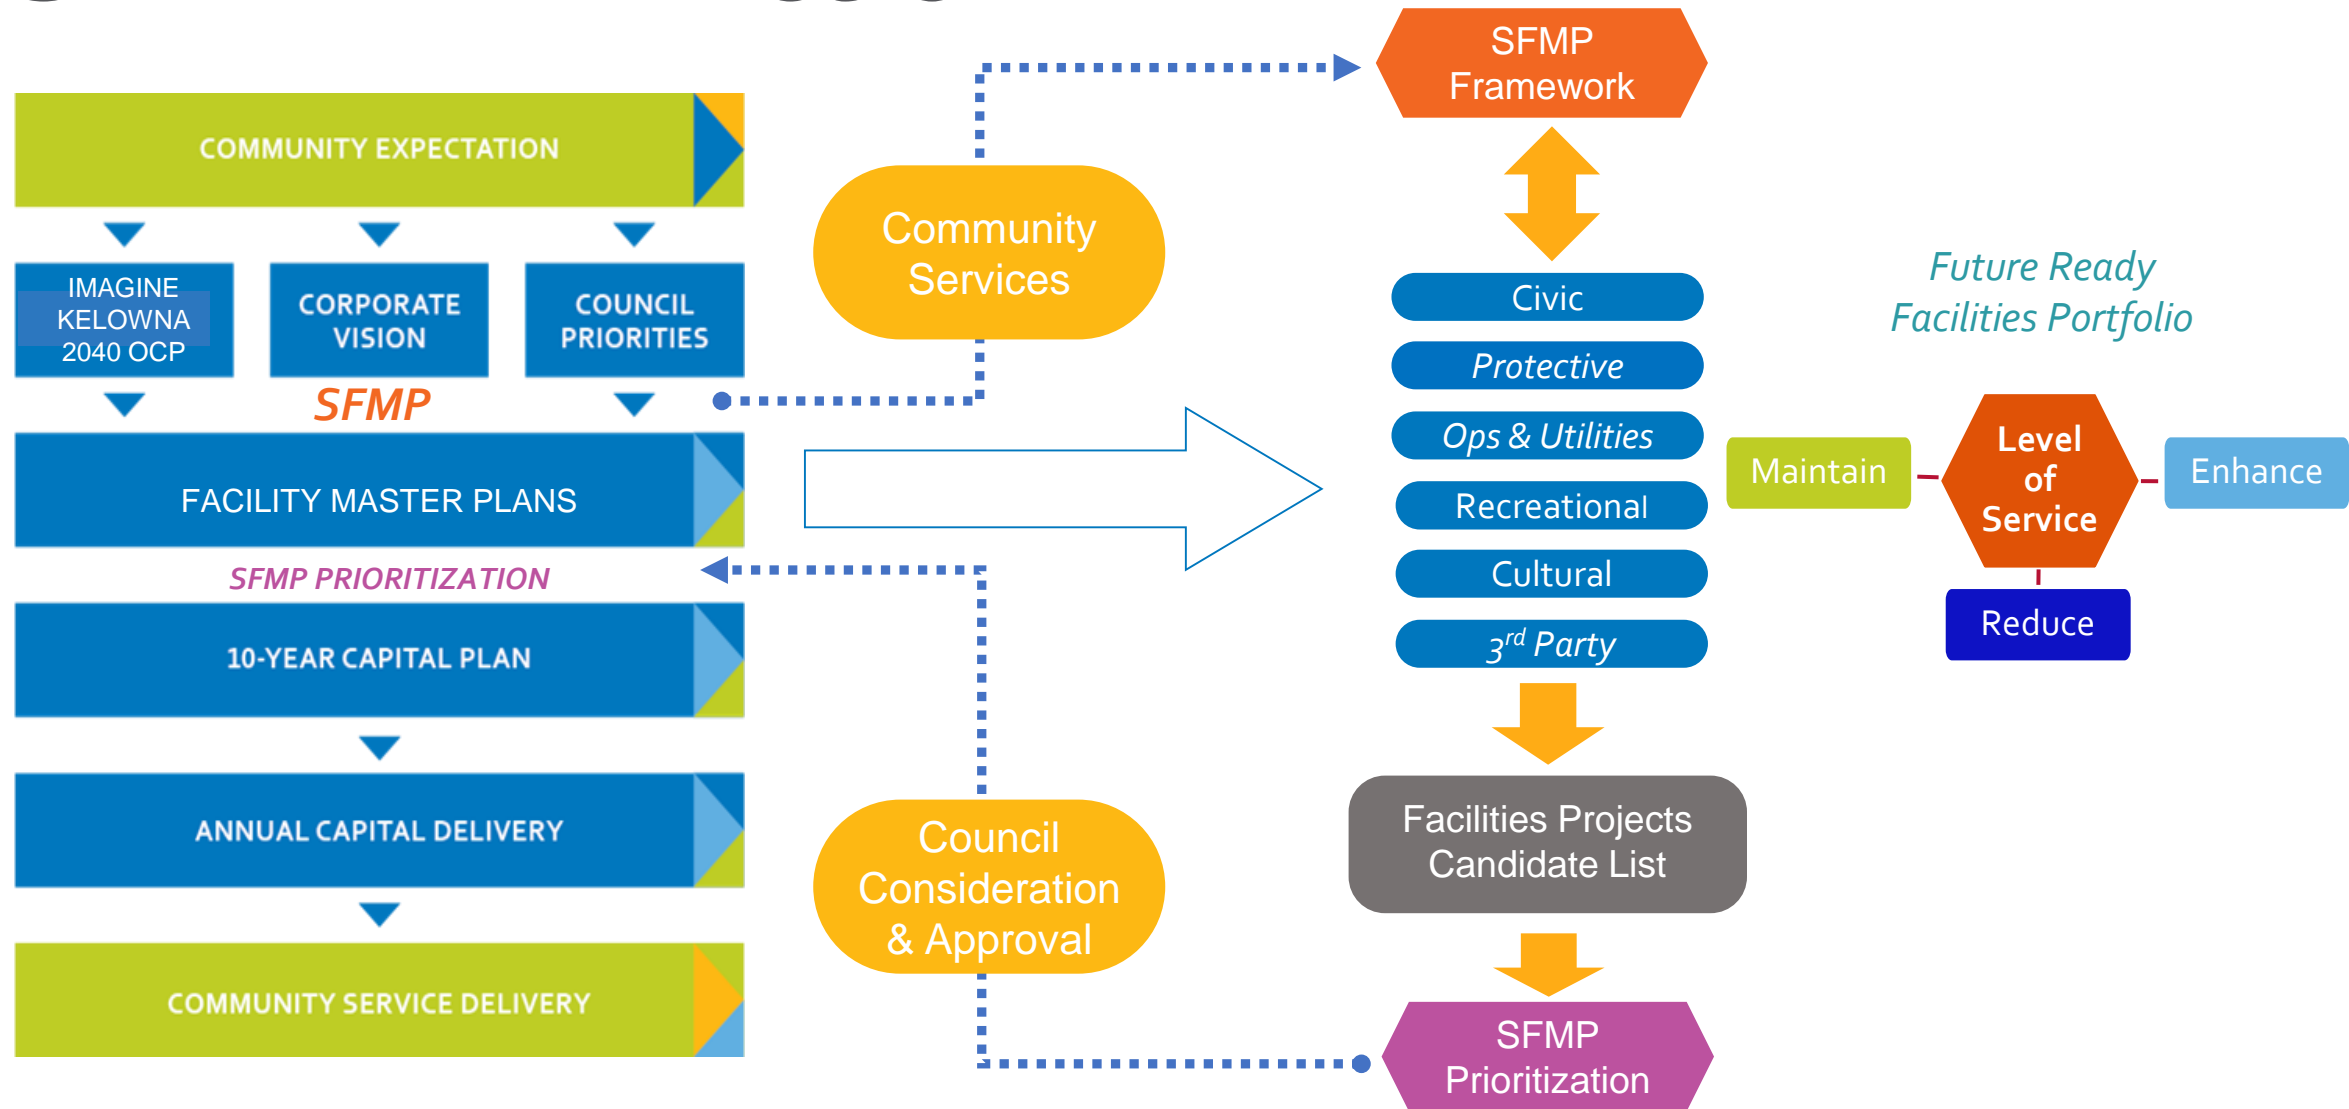 COMMUNITY EXPECTATION
IMAGINE
KELOWNA
2040 OCP
CORPORATE
VISION
COUNCIL
PRIORITIES
SFMP
FACILITY MASTER PLANS
SFMP PRIORITIZATION
10-YEAR CAPITAL PLAN
ANNUAL CAPITAL DELIVERY
COMMUNITY SERVICE DELIVERY
Community
Services
Council
Consideration
& Approval
SFMP
Framework
Civic
Protective
Ops & Utilities
Recreational
Cultural
3rd Party
Facilities Projects
Candidate List
SFMP
Prioritization
Future Ready
Facilities Portfolio
Maintain
Level
of
Service
Enhance
Reduce